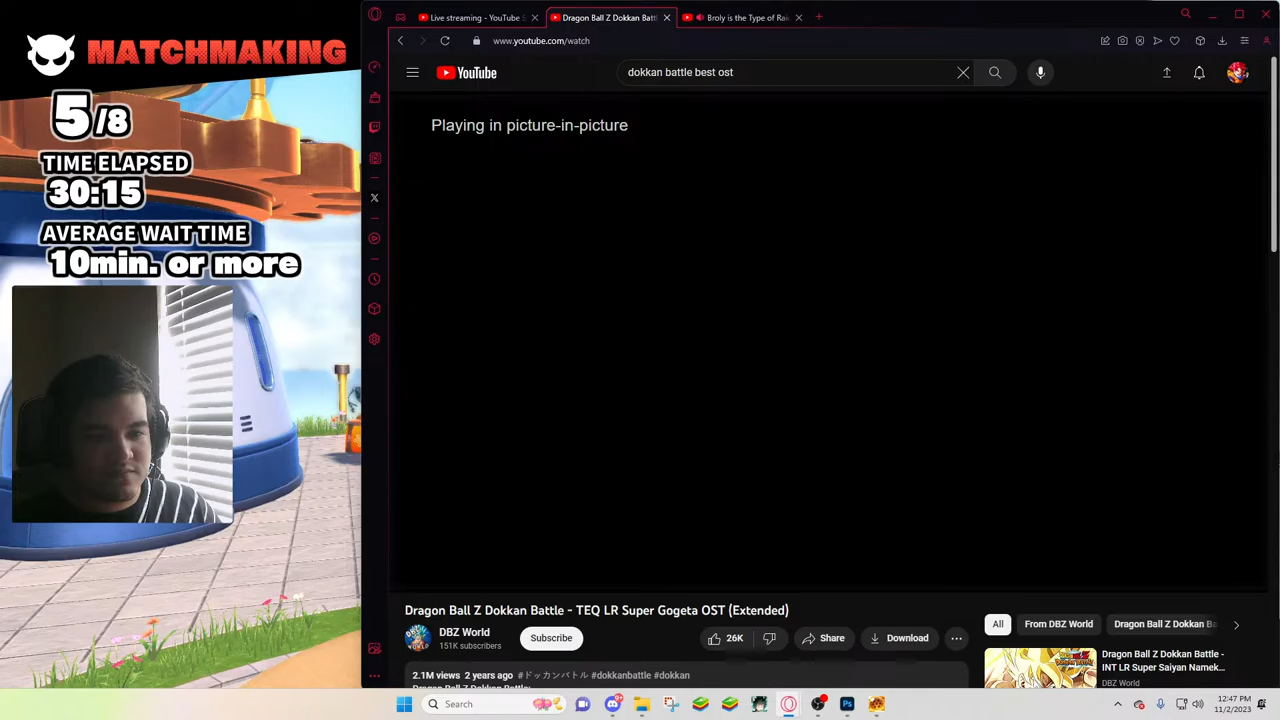 MATCHMAKING
5/8
TIME ELAPSED
30:15
AVERAGE WAIT TIME
10min. or more
Live streaming - YouTube S
Dragon Ball Z Dokkan Battl
Broly is the Type of Rai
www.youtube.com/watch
YouTube
dokkan battle best ost
Playing in picture-in-picture
Dragon Ball Z Dokkan Battle - TEQ LR Super Gogeta OST (Extended)
DBZ World
151K subscribers
Subscribe
26K
Share
Download
All
From DBZ World
Dragon Ball Z Dokkan Ba
2.1M views 2 years ago #ドッカンバトル #dokkanbattle #dokkan
Dragon Ball Z Dokkan Battle - INT LR Super Saiyan Namek...
DBZ World
Search
12:47 PM
11/2/2023